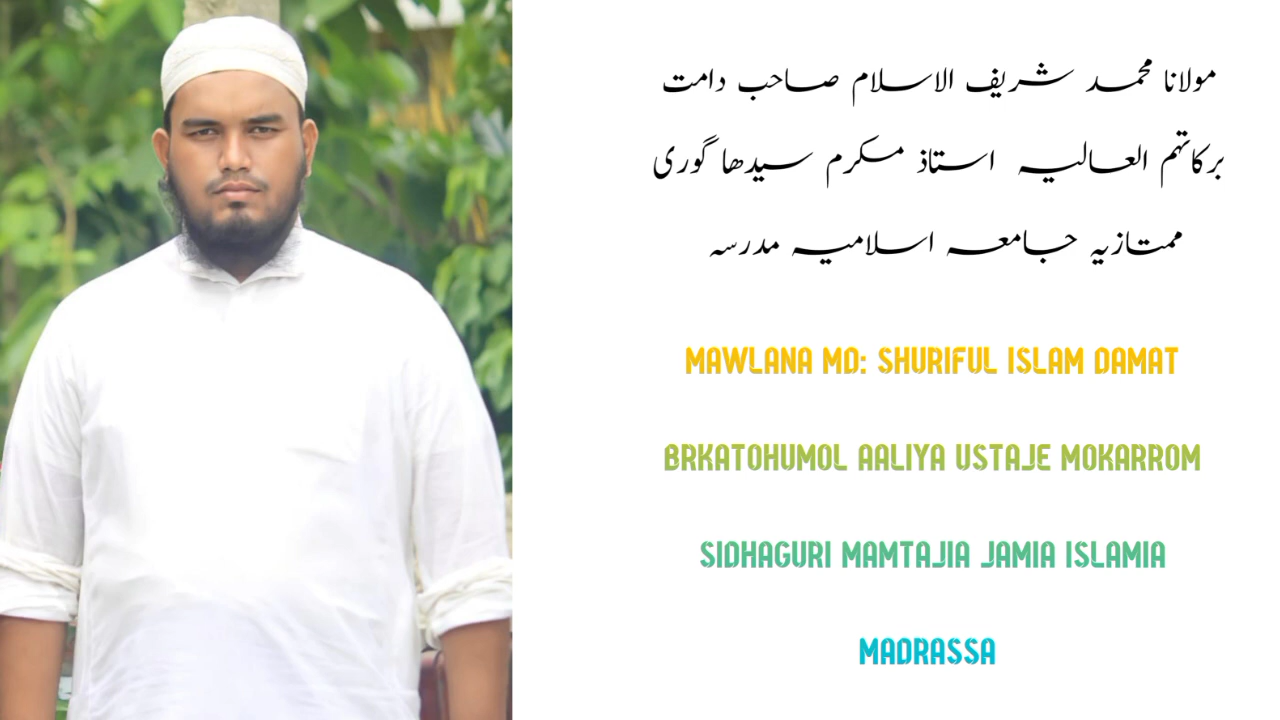 مولانا محمد شریف الاسلام صاحب دامت
برکاتہم العالیہ استاذ مکرم سیدھا گوری
ممتازیہ جامعہ اسلامیہ مدرسہ
MAWLANA MD: SHURIFUL ISLAM DAMAT
BRKATOHUMOL AALIYA USTAJE MOKARROM
SIDHAGURI MAMTAJIA JAMIA ISLAMIA
MADRASSA